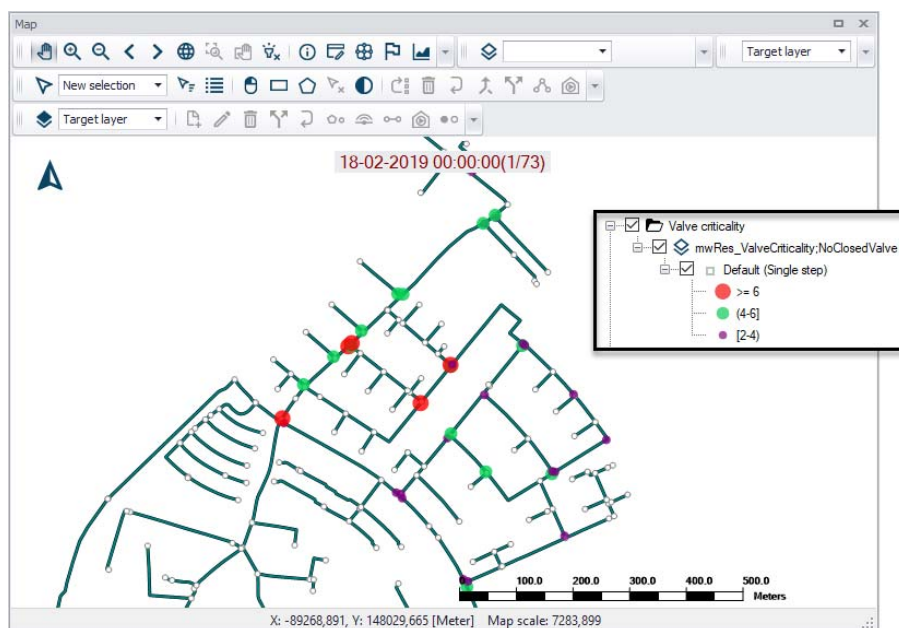 Map
Target layer
New selection
Target layer
18-02-2019 00:00:00(1/73)
Valve criticality
mwRes_ValveCriticality;NoClosedValve
Default (Single step)
>= 6
(4-6]
[2-4)
0 100.0 200.0 300.0 400.0 500.0
Meters
X: -89268,891, Y: 148029,665 [Meter] Map scale: 7283,899